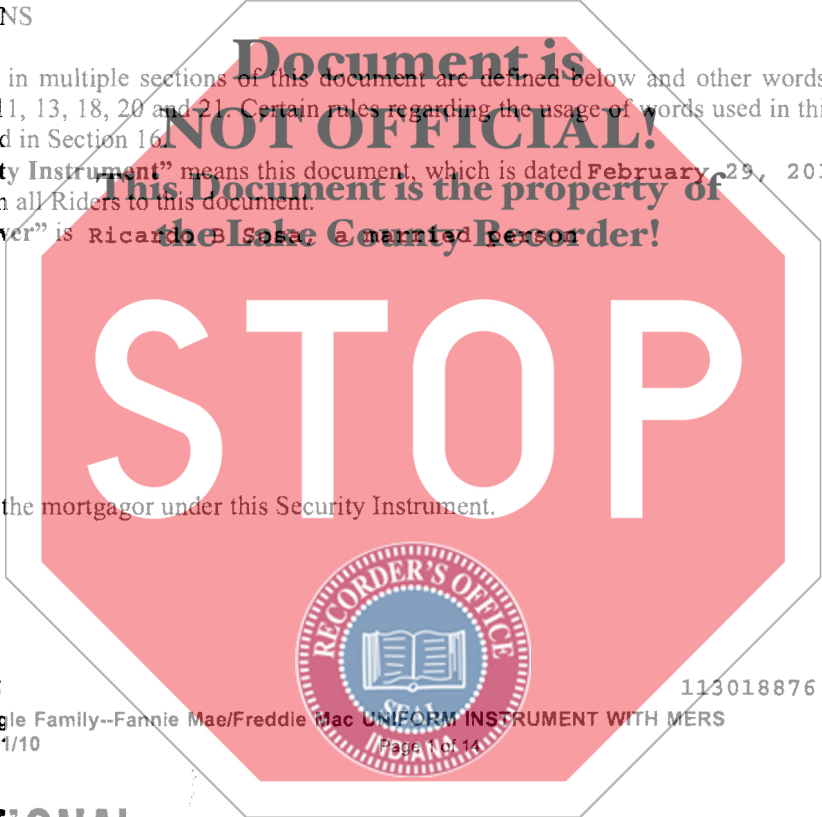 NS
Document is
in multiple sections of this document are defined below and other words
11, 13, 18, 20 and 21. Certain rules regarding the usage of words used in thi
NOT OFFICIAL!
d in Section 16.
ty Instrument” means this document, which is dated February 29, 201
This Document is the property of
n all Riders to this document.
wer” is Ricardo B Sosa, a married person
the Lake County Recorder!
STOP
the mortgagor under this Security Instrument.
RECORDER'S OFFICE
SEAL
INDIANA
113018876
gle Family--Fannie Mae/Freddie Mac UNIFORM INSTRUMENT WITH MERS
1/10
Page 1 of 14